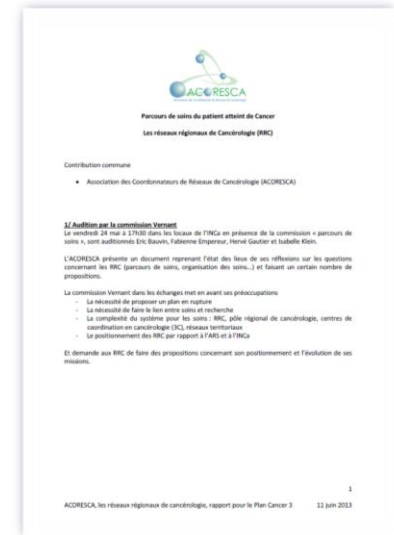 ACORESCA
Parcours de soins du patient atteint de Cancer
Les réseaux régionaux de Cancérologie (RRC)
Contribution commune
• Association des Coordonnateurs de Réseaux de Cancérologie (ACORESCA)
1/ Audition par la commission Vernant
Le vendredi 24 mai à 17h30 dans les locaux de l'INCa en présence de la commission « parcours de
soins », sont auditionnés Eric Bauvin, Fabienne Empereur, Hervé Gautier et Isabelle Klein.
L'ACORESCA présente un document reprenant l'état des lieux de ses réflexions sur les questions
concernant les RRC (parcours de soins, organisation des soins…) et faisant un certain nombre de
propositions.
La commission Vernant dans les échanges met en avant ses préoccupations
- La nécessité de proposer un plan en rupture
- La nécessité de faire le lien entre soins et recherche
- La complexité du système pour les soins : RRC, pôle régional de cancérologie, centres de
coordination en cancérologie (3C), réseaux territoriaux
- Le positionnement des RRC par rapport à l'ARS et à l'INCa
Et demande aux RRC de faire des propositions concernant son positionnement et l'évolution de ses
missions.
1
ACORESCA, les réseaux régionaux de cancérologie, rapport pour le Plan Cancer 3 11 juin 2013